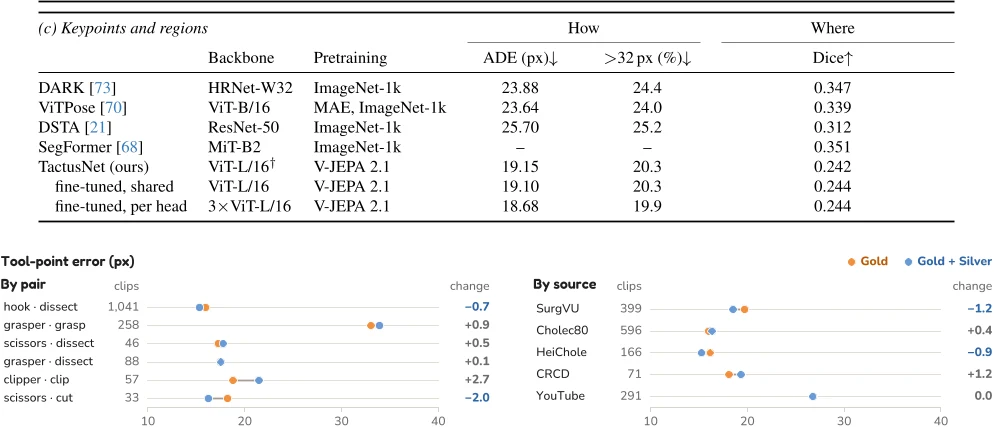 (c) Keypoints and regions How Where
Backbone Pretraining ADE (px)↓ >32 px (%)↓ Dice↑
DARK [73] HRNet-W32 ImageNet-1k 23.88 24.4 0.347
ViTPose [70] ViT-B/16 MAE, ImageNet-1k 23.64 24.0 0.339
DSTA [21] ResNet-50 ImageNet-1k 25.70 25.2 0.312
SegFormer [68] MiT-B2 ImageNet-1k – – 0.351
TactusNet (ours) ViT-L/16† V-JEPA 2.1 19.15 20.3 0.242
fine-tuned, shared ViT-L/16 V-JEPA 2.1 19.10 20.3 0.244
fine-tuned, per head 3×ViT-L/16 V-JEPA 2.1 18.68 19.9 0.244
Tool-point error (px) Gold Gold + Silver
By pair clips change
hook · dissect 1,041 −0.7
grasper · grasp 258 +0.9
scissors · dissect 46 +0.5
grasper · dissect 88 +0.1
clipper · clip 57 +2.7
scissors · cut 33 −2.0
10 20 30 40
By source clips change
SurgVU 399 −1.2
Cholec80 596 +0.4
HeiChole 166 −0.9
CRCD 71 +1.2
YouTube 291 0.0
10 20 30 40